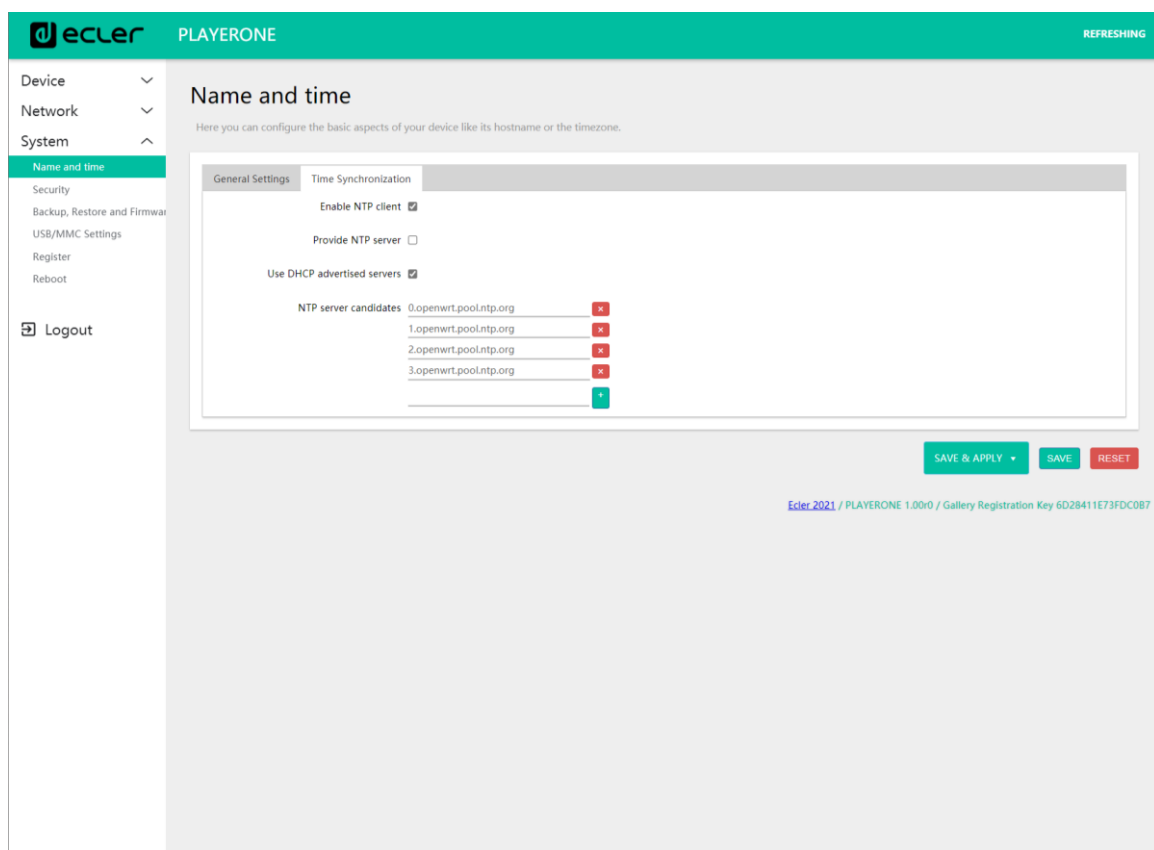 ecler PLAYERONE REFRESHING
Device
Network
System
Name and time
Security
Backup, Restore and Firmwar
USB/MMC Settings
Register
Reboot
Logout
Name and time
Here you can configure the basic aspects of your device like its hostname or the timezone.
General Settings Time Synchronization
Enable NTP client
Provide NTP server
Use DHCP advertised servers
NTP server candidates 0.openwrt.pool.ntp.org ×
1.openwrt.pool.ntp.org ×
2.openwrt.pool.ntp.org ×
3.openwrt.pool.ntp.org ×
+
SAVE & APPLY SAVE RESET
Ecler 2021 / PLAYERONE 1.00r0 / Gallery Registration Key 6D28411E73FDC0B7